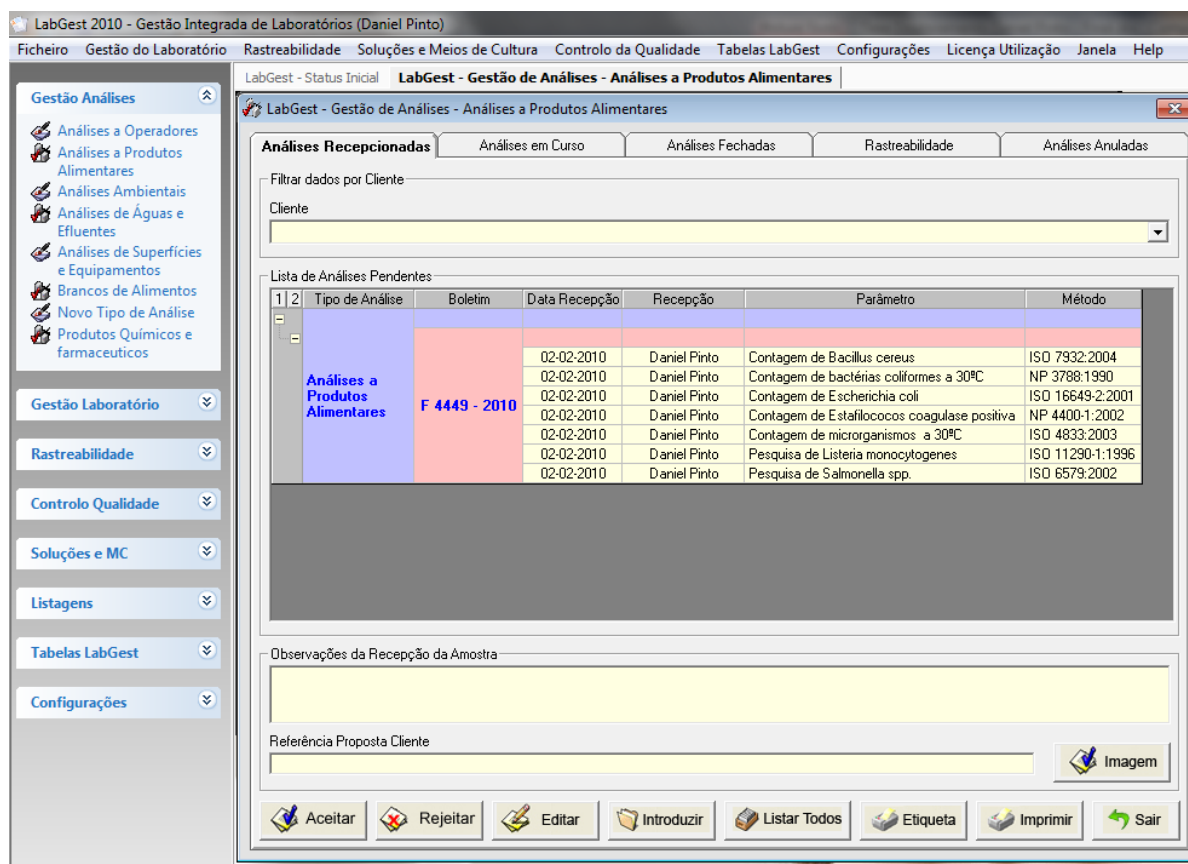 LabGest 2010 - Gestão Integrada de Laboratórios (Daniel Pinto)
Ficheiro Gestão do Laboratório Rastreabilidade Soluções e Meios de Cultura Controlo da Qualidade Tabelas LabGest Configurações Licença Utilização Janela Help
LabGest - Status Inicial LabGest - Gestão de Análises - Análises a Produtos Alimentares
Gestão Análises
Análises a Operadores
Análises a Produtos
Alimentares
Análises Ambientais
Análises de Águas e
Efluentes
Análises de Superfícies
e Equipamentos
Brancos de Alimentos
Novo Tipo de Análise
Produtos Químicos e
farmaceuticos
Gestão Laboratório
Rastreabilidade
Controlo Qualidade
Soluções e MC
Listagens
Tabelas LabGest
Configurações
LabGest - Gestão de Análises - Análises a Produtos Alimentares
Análises Recepcionadas Análises em Curso Análises Fechadas Rastreabilidade Análises Anuladas
Filtrar dados por Cliente
Cliente
Lista de Análises Pendentes
1 2 Tipo de Análise Boletim Data Recepção Recepção Parâmetro Método
Análises a
Produtos
Alimentares
F 4449 - 2010
02-02-2010 Daniel Pinto Contagem de Bacillus cereus ISO 7932:2004
02-02-2010 Daniel Pinto Contagem de bactérias coliformes a 30ºC NP 3788:1990
02-02-2010 Daniel Pinto Contagem de Escherichia coli ISO 16649-2:2001
02-02-2010 Daniel Pinto Contagem de Estafilococos coagulase positiva NP 4400-1:2002
02-02-2010 Daniel Pinto Contagem de microrganismos a 30ºC ISO 4833:2003
02-02-2010 Daniel Pinto Pesquisa de Listeria monocytogenes ISO 11290-1:1996
02-02-2010 Daniel Pinto Pesquisa de Salmonella spp. ISO 6579:2002
Observações da Recepção da Amostra
Referência Proposta Cliente
Imagem
Aceitar Rejeitar Editar Introduzir Listar Todos Etiqueta Imprimir Sair